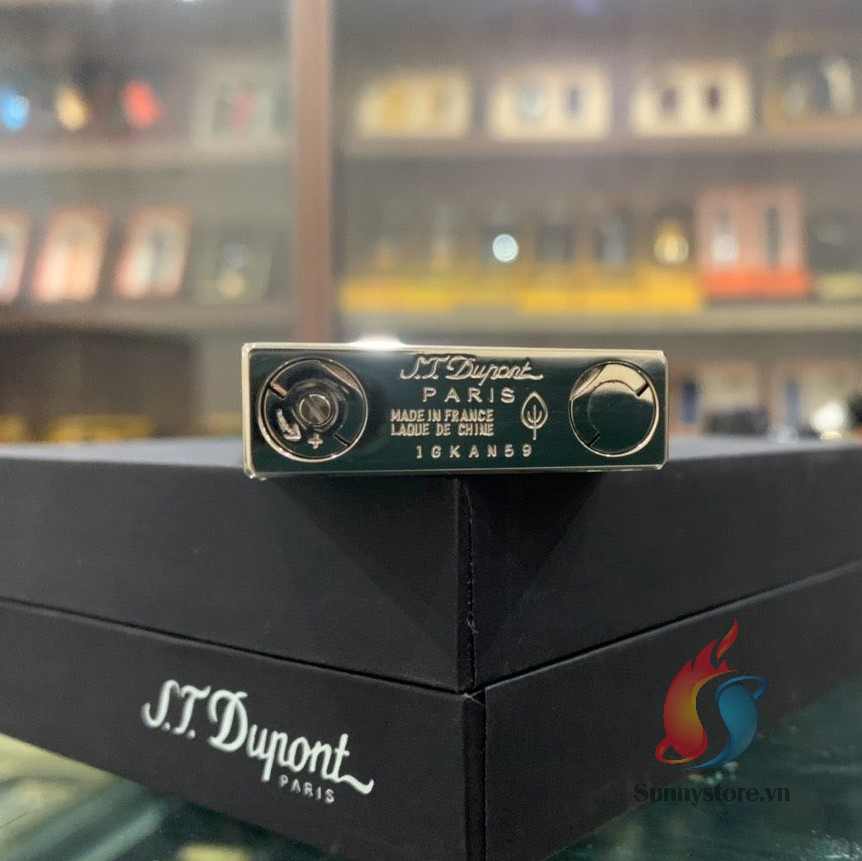 S.T. Dupont
PARIS
MADE IN FRANCE
LAQUE DE CHINE
1GKAN59
+
S.T. Dupont
PARIS
Sunnystore.vn